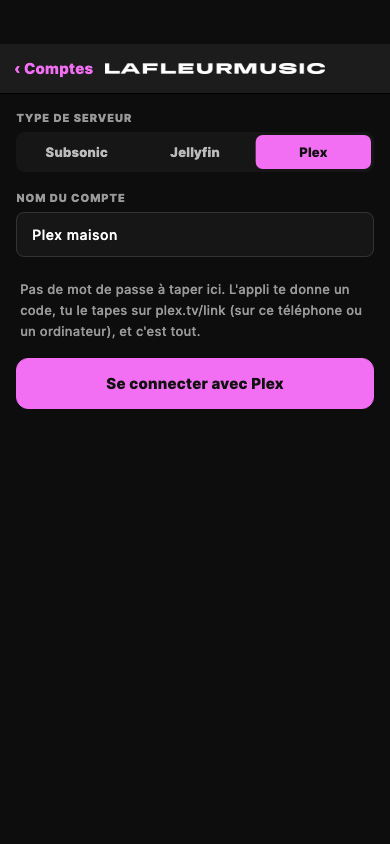 ‹ Comptes LAFLEURMUSIC
TYPE DE SERVEUR
Subsonic Jellyfin Plex
NOM DU COMPTE
Plex maison
Pas de mot de passe à taper ici. L'appli te donne un
code, tu le tapes sur plex.tv/link (sur ce téléphone ou
un ordinateur), et c'est tout.
Se connecter avec Plex